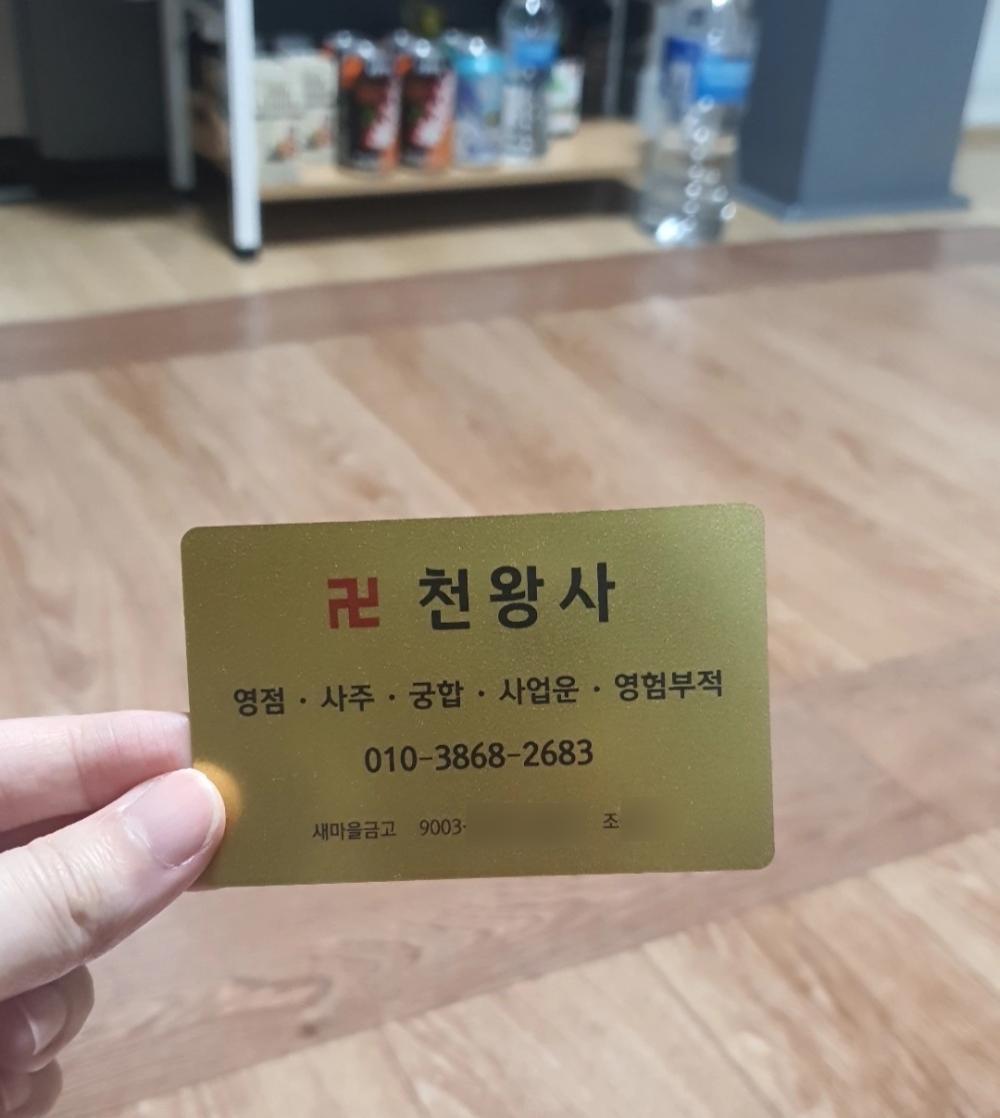 卍 천왕사
영점 · 사주 · 궁합 · 사업운 · 영험부적
010-3868-2683
새마을금고 9003- 조